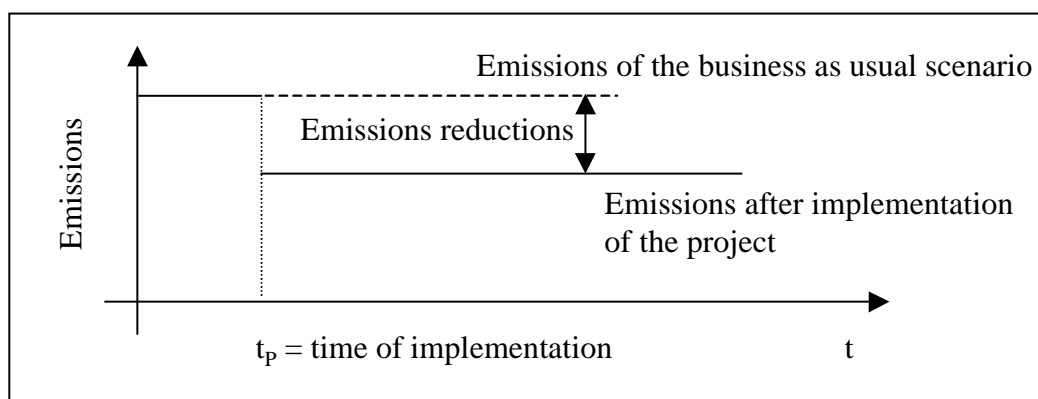 Emissions of the business as usual scenario
Emissions reductions
Emissions
Emissions after implementation
of the project
tP = time of implementation
t